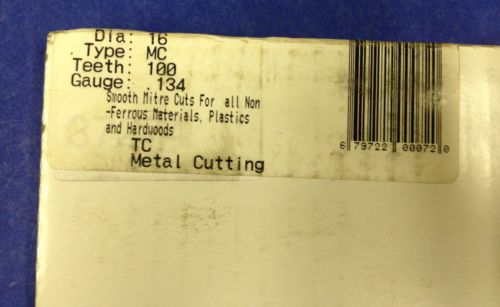 Dia: 16
Type: MC
Teeth: 100
Gauge: .134
Smooth Mitre Cuts For all Non
-Ferrous Materials, Plastics
and Hardwoods
TC
Metal Cutting
6 79722 00072 0